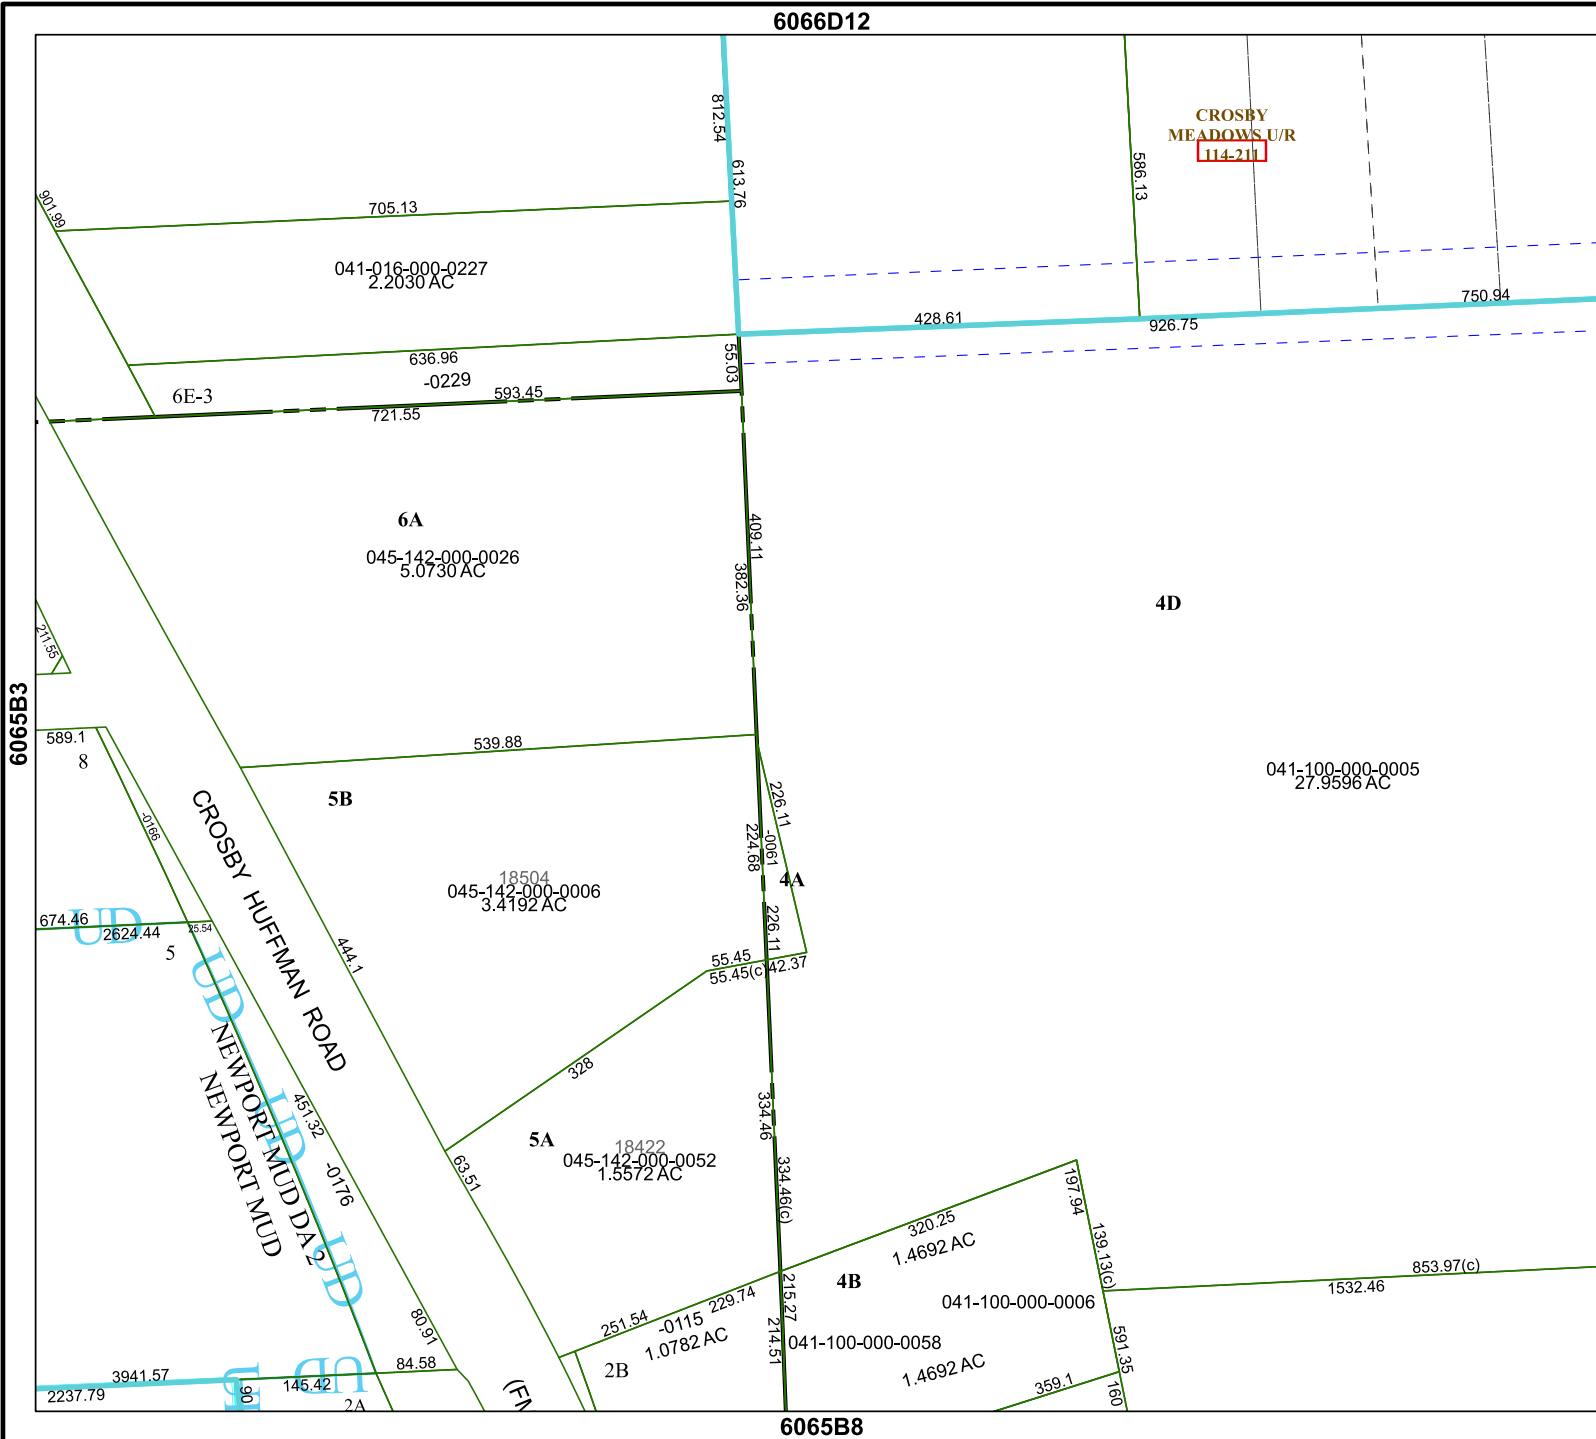 6066D12
812.54
613.76
586.13
CROSBY
MEADOWS U/R
114-211
901.99
705.13
041-016-000-0227
2.2030 AC
428.61
926.75
750.94
636.96
55.03
-0229
593.45
6E-3
721.55
6A
045-142-000-0026
5.0730 AC
409.11
382.36
4D
211.55
6065B3
589.1
8
539.88
041-100-000-0005
27.9596 AC
5B
-0166
226.11
-0061
224.68
CROSBY HUFFMAN ROAD
18504
045-142-000-0006
3.4192 AC
4A
674.46
UD
2624.44
25.54
5
226.11
444.1
55.45
55.45(c)
42.37
UD
NEWPORT MUD DA 2
NEWPORT MUD
328
451.32
UD
334.46
5A
18422
045-142-000-0052
1.5572 AC
63.51
-0176
334.46(c)
197.94
320.25
1.4692 AC
139.13(c)
UD
4B
853.97(c)
1532.46
041-100-000-0006
215.27
229.74
251.54
-0115
1.0782 AC
214.51
041-100-000-0058
80.91
591.35
84.58
3941.57
2237.79
90
UD
145.42
2A
2B
1.4692 AC
359.1
160
6065B8